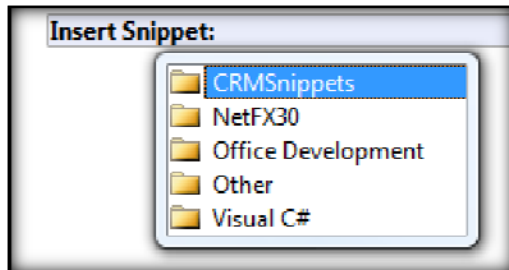 Insert Snippet:
CRMSnippets
NetFX30
Office Development
Other
Visual C#